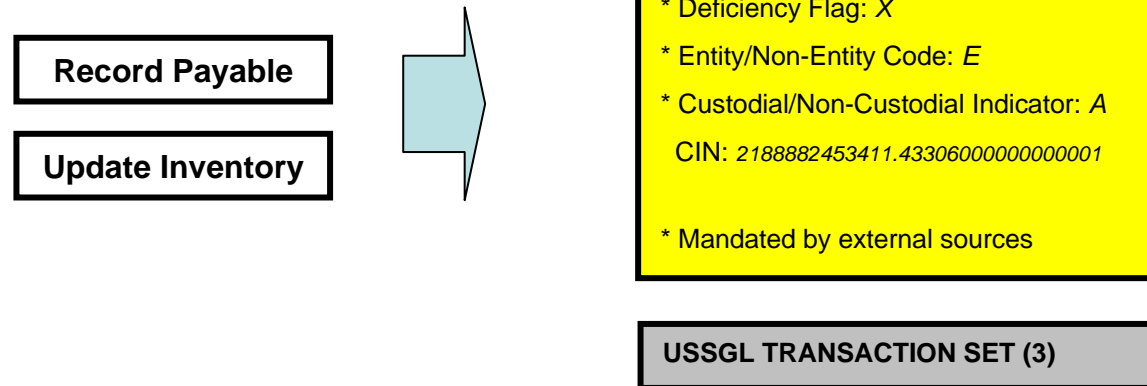 Record Payable
Update Inventory
* Deficiency Flag: X
* Entity/Non-Entity Code: E
* Custodial/Non-Custodial Indicator: A
CIN: 2188882453411.43306000000000001
* Mandated by external sources
USSGL TRANSACTION SET (3)